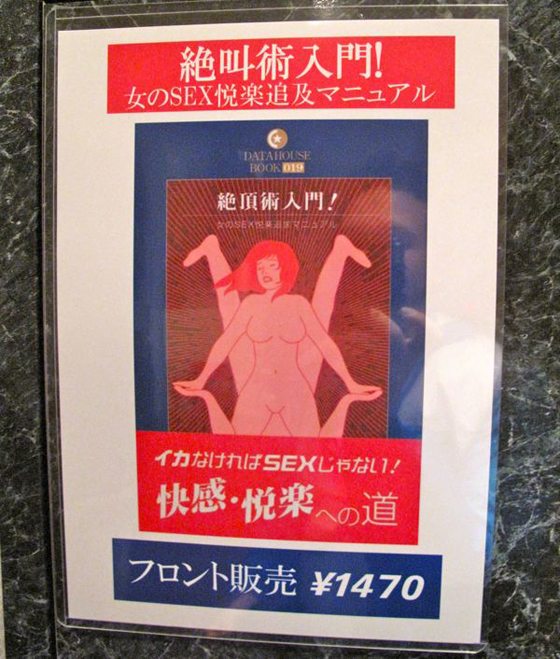 絶叫術入門!
女のSEX悦楽追及マニュアル
DATAHOUSE
BOOK 019
絶頂術入門!
女のSEX悦楽追求マニュアル
イカなければSEXじゃない!
快感・悦楽への道
フロント販売 ¥1470